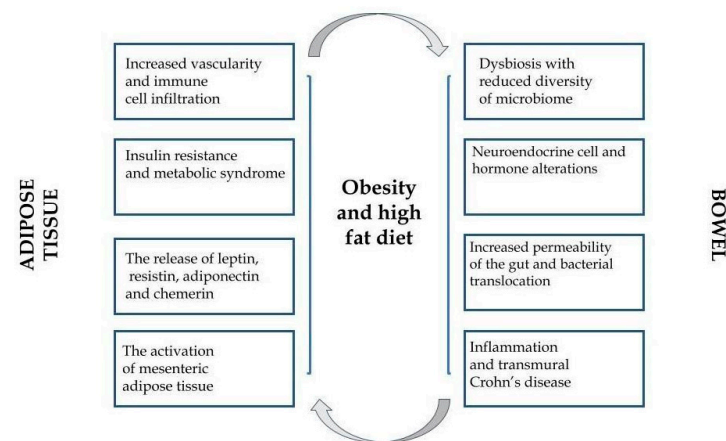 ADIPOSE
TISSUE
Increased vascularity
and immune
cell infiltration
Insulin resistance
and metabolic syndrome
The release of leptin,
resistin, adiponectin
and chemerin
The activation
of mesenteric
adipose tissue
Obesity
and high
fat diet
Dysbiosis with
reduced diversity
of microbiome
Neuroendocrine cell and
hormone alterations
Increased permeability
of the gut and bacterial
translocation
Inflammation
and transmural
Crohn's disease
BOWEL